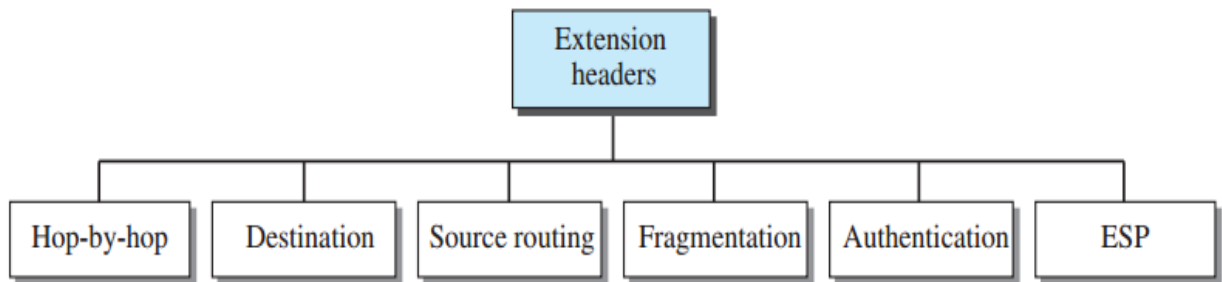 Extension
headers
Hop-by-hop
Destination
Source routing
Fragmentation
Authentication
ESP